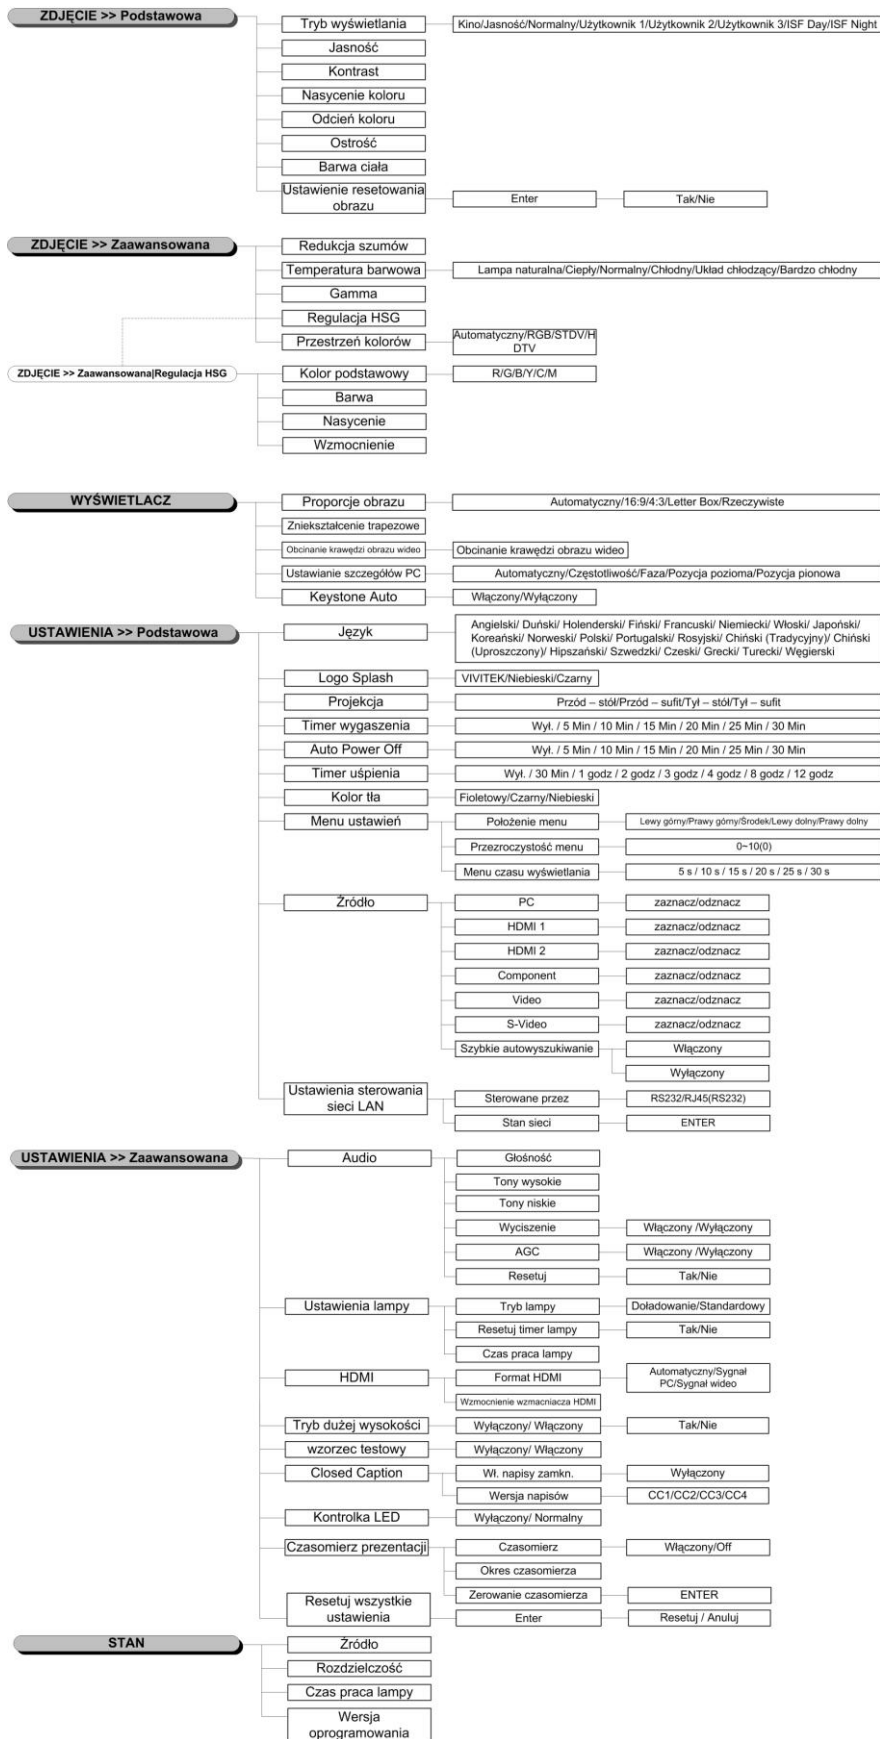 ZDJĘCIE >> Podstawowa
Tryb wyświetlania
Kino/Jasność/Normalny/Użytkownik 1/Użytkownik 2/Użytkownik 3/ISF Day/ISF Night
Jasność
Kontrast
Nasycenie koloru
Odcień koloru
Ostrość
Barwa ciała
Ustawienie resetowania
obrazu
Enter
Tak/Nie
ZDJĘCIE >> Zaawansowana
Redukcja szumów
Temperatura barwowa
Lampa naturalna/Ciepły/Normalny/Chłodny/Układ chłodzący/Bardzo chłodny
Gamma
Regulacja HSG
Przestrzeń kolorów
Automatyczny/RGB/STDV/H
DTV
ZDJĘCIE >> Zaawansowana|Regulacja HSG
Kolor podstawowy
R/G/B/Y/C/M
Barwa
Nasycenie
Wzmocnienie
WYŚWIETLACZ
Proporcje obrazu
Automatyczny/16:9/4:3/Letter Box/Rzeczywiste
Zniekształcenie trapezowe
Obcinanie krawędzi obrazu wideo
Obcinanie krawędzi obrazu wideo
Ustawianie szczegółów PC
Automatyczny/Częstotliwość/Faza/Pozycja pozioma/Pozycja pionowa
Keystone Auto
Włączony/Wyłączony
USTAWIENIA >> Podstawowa
Język
Angielski/ Duński/ Holenderski/ Fiński/ Francuski/ Niemiecki/ Włoski/ Japoński/
Koreański/ Norweski/ Polski/ Portugalski/ Rosyjski/ Chiński (Tradycyjny)/ Chiński
(Uproszczony)/ Hipszański/ Szwedzki/ Czeski/ Grecki/ Turecki/ Węgierski
Logo Splash
VIVITEK/Niebieski/Czarny
Projekcja
Przód – stół/Przód – sufit/Tył – stół/Tył – sufit
Timer wygaszenia
Wył. / 5 Min / 10 Min / 15 Min / 20 Min / 25 Min / 30 Min
Auto Power Off
Wył. / 5 Min / 10 Min / 15 Min / 20 Min / 25 Min / 30 Min
Timer uśpienia
Wył. / 30 Min / 1 godz / 2 godz / 3 godz / 4 godz / 8 godz / 12 godz
Kolor tła
Fioletowy/Czarny/Niebieski
Menu ustawień
Położenie menu
Lewy górny/Prawy górny/Środek/Lewy dolny/Prawy dolny
Przezroczystość menu
0~10(0)
Menu czasu wyświetlania
5 s / 10 s / 15 s / 20 s / 25 s / 30 s
Źródło
PC
zaznacz/odznacz
HDMI 1
zaznacz/odznacz
HDMI 2
zaznacz/odznacz
Component
zaznacz/odznacz
Video
zaznacz/odznacz
S-Video
zaznacz/odznacz
Szybkie autowyszukiwanie
Włączony
Wyłączony
Ustawienia sterowania
sieci LAN
Sterowane przez
RS232/RJ45(RS232)
Stan sieci
ENTER
USTAWIENIA >> Zaawansowana
Audio
Głośność
Tony wysokie
Tony niskie
Wyciszenie
Włączony /Wyłączony
AGC
Włączony /Wyłączony
Resetuj
Tak/Nie
Ustawienia lampy
Tryb lampy
Doładowanie/Standardowy
Resetuj timer lampy
Tak/Nie
Czas praca lampy
HDMI
Format HDMI
Automatyczny/Sygnał
PC/Sygnał wideo
Wzmocnienie wzmacniacza HDMI
Tryb dużej wysokości
Wyłączony/ Włączony
Tak/Nie
wzorzec testowy
Wyłączony/ Włączony
Closed Caption
Wł. napisy zamkn.
Wyłączony
Wersja napisów
CC1/CC2/CC3/CC4
Kontrolka LED
Wyłączony/ Normalny
Czasomierz prezentacji
Czasomierz
Włączony/Off
Okres czasomierza
Zerowanie czasomierza
ENTER
Resetuj wszystkie
ustawienia
Enter
Resetuj / Anuluj
STAN
Źródło
Rozdzielczość
Czas praca lampy
Wersja
oprogramowania